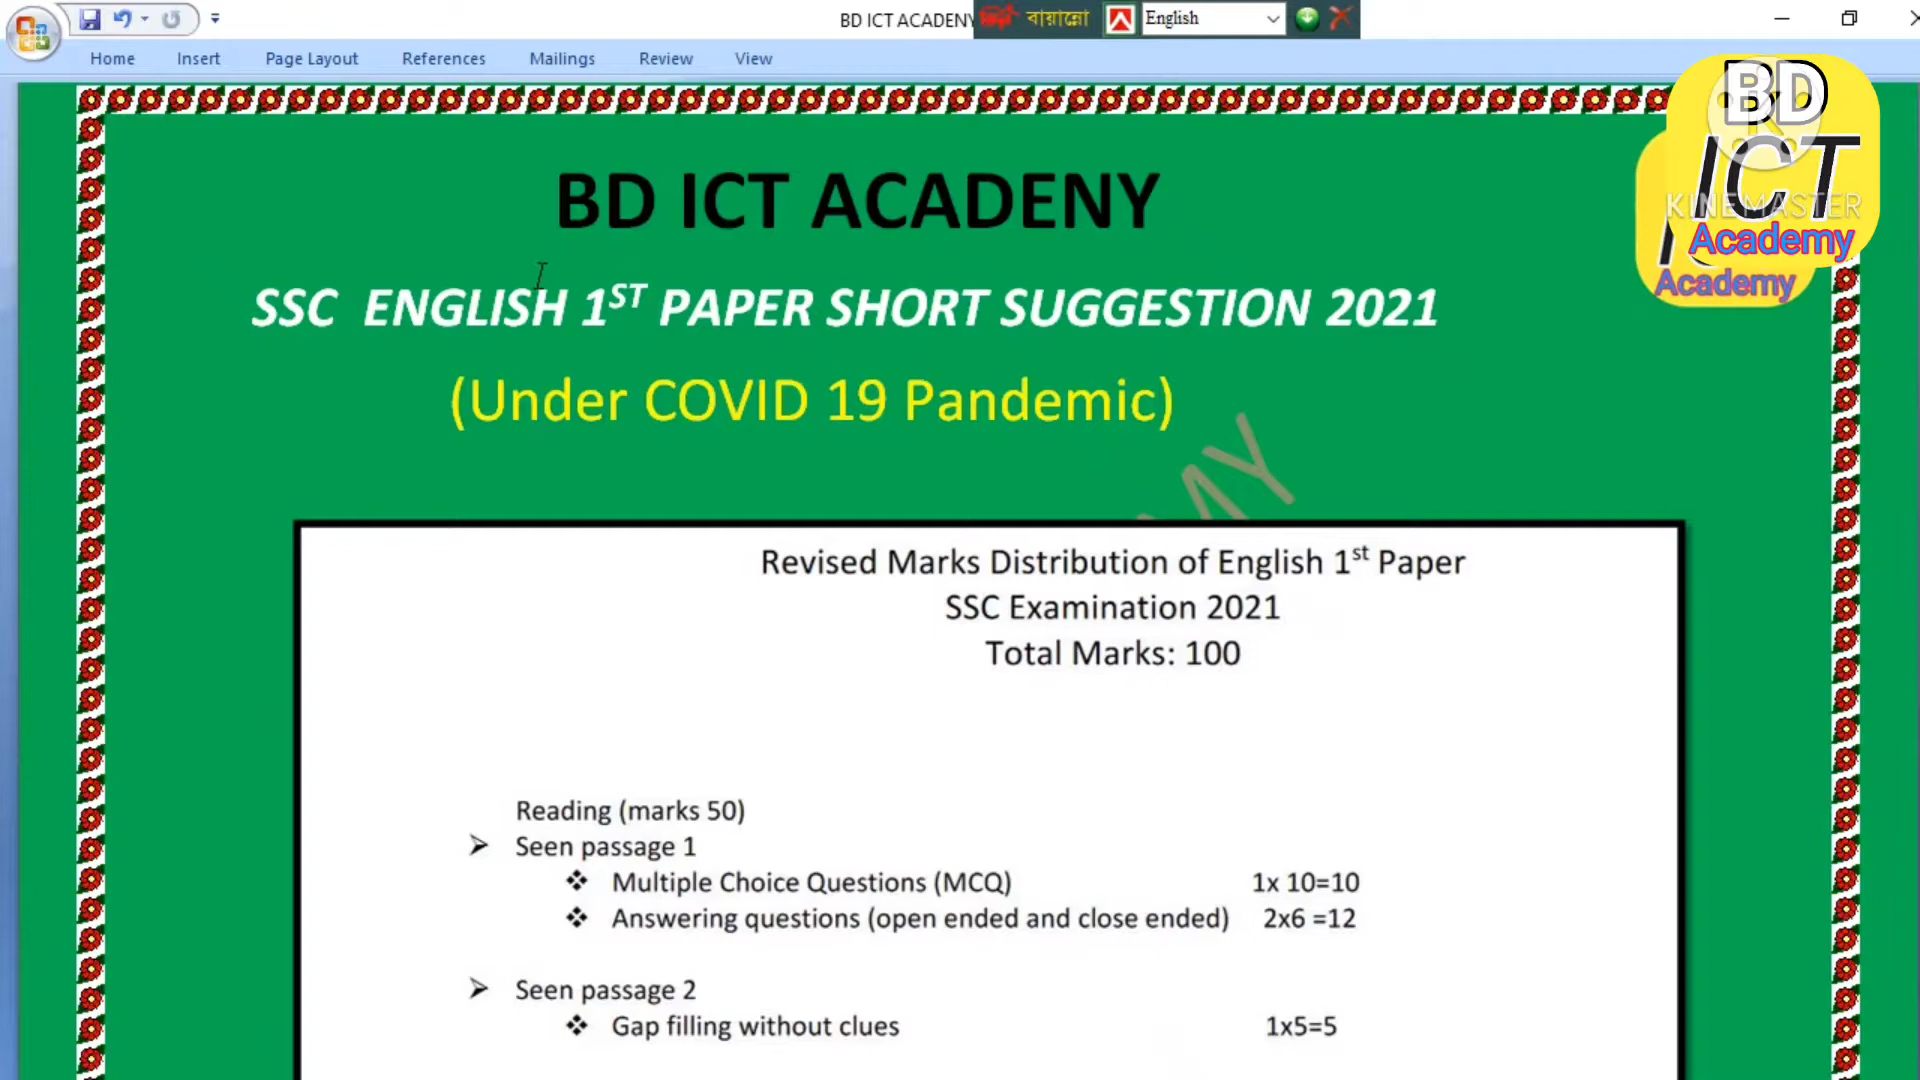 BD ICT ACADENY
বায়ান্নো
English
Home Insert Page Layout References Mailings Review View
BD
ICT
KINEMASTER
Academy
Academy
BD ICT ACADENY
SSC ENGLISH 1ST PAPER SHORT SUGGESTION 2021
(Under COVID 19 Pandemic)
MY
Revised Marks Distribution of English 1st Paper
SSC Examination 2021
Total Marks: 100
Reading (marks 50)
➢ Seen passage 1
❖ Multiple Choice Questions (MCQ) 1x 10=10
❖ Answering questions (open ended and close ended) 2x6 =12
➢ Seen passage 2
❖ Gap filling without clues 1x5=5